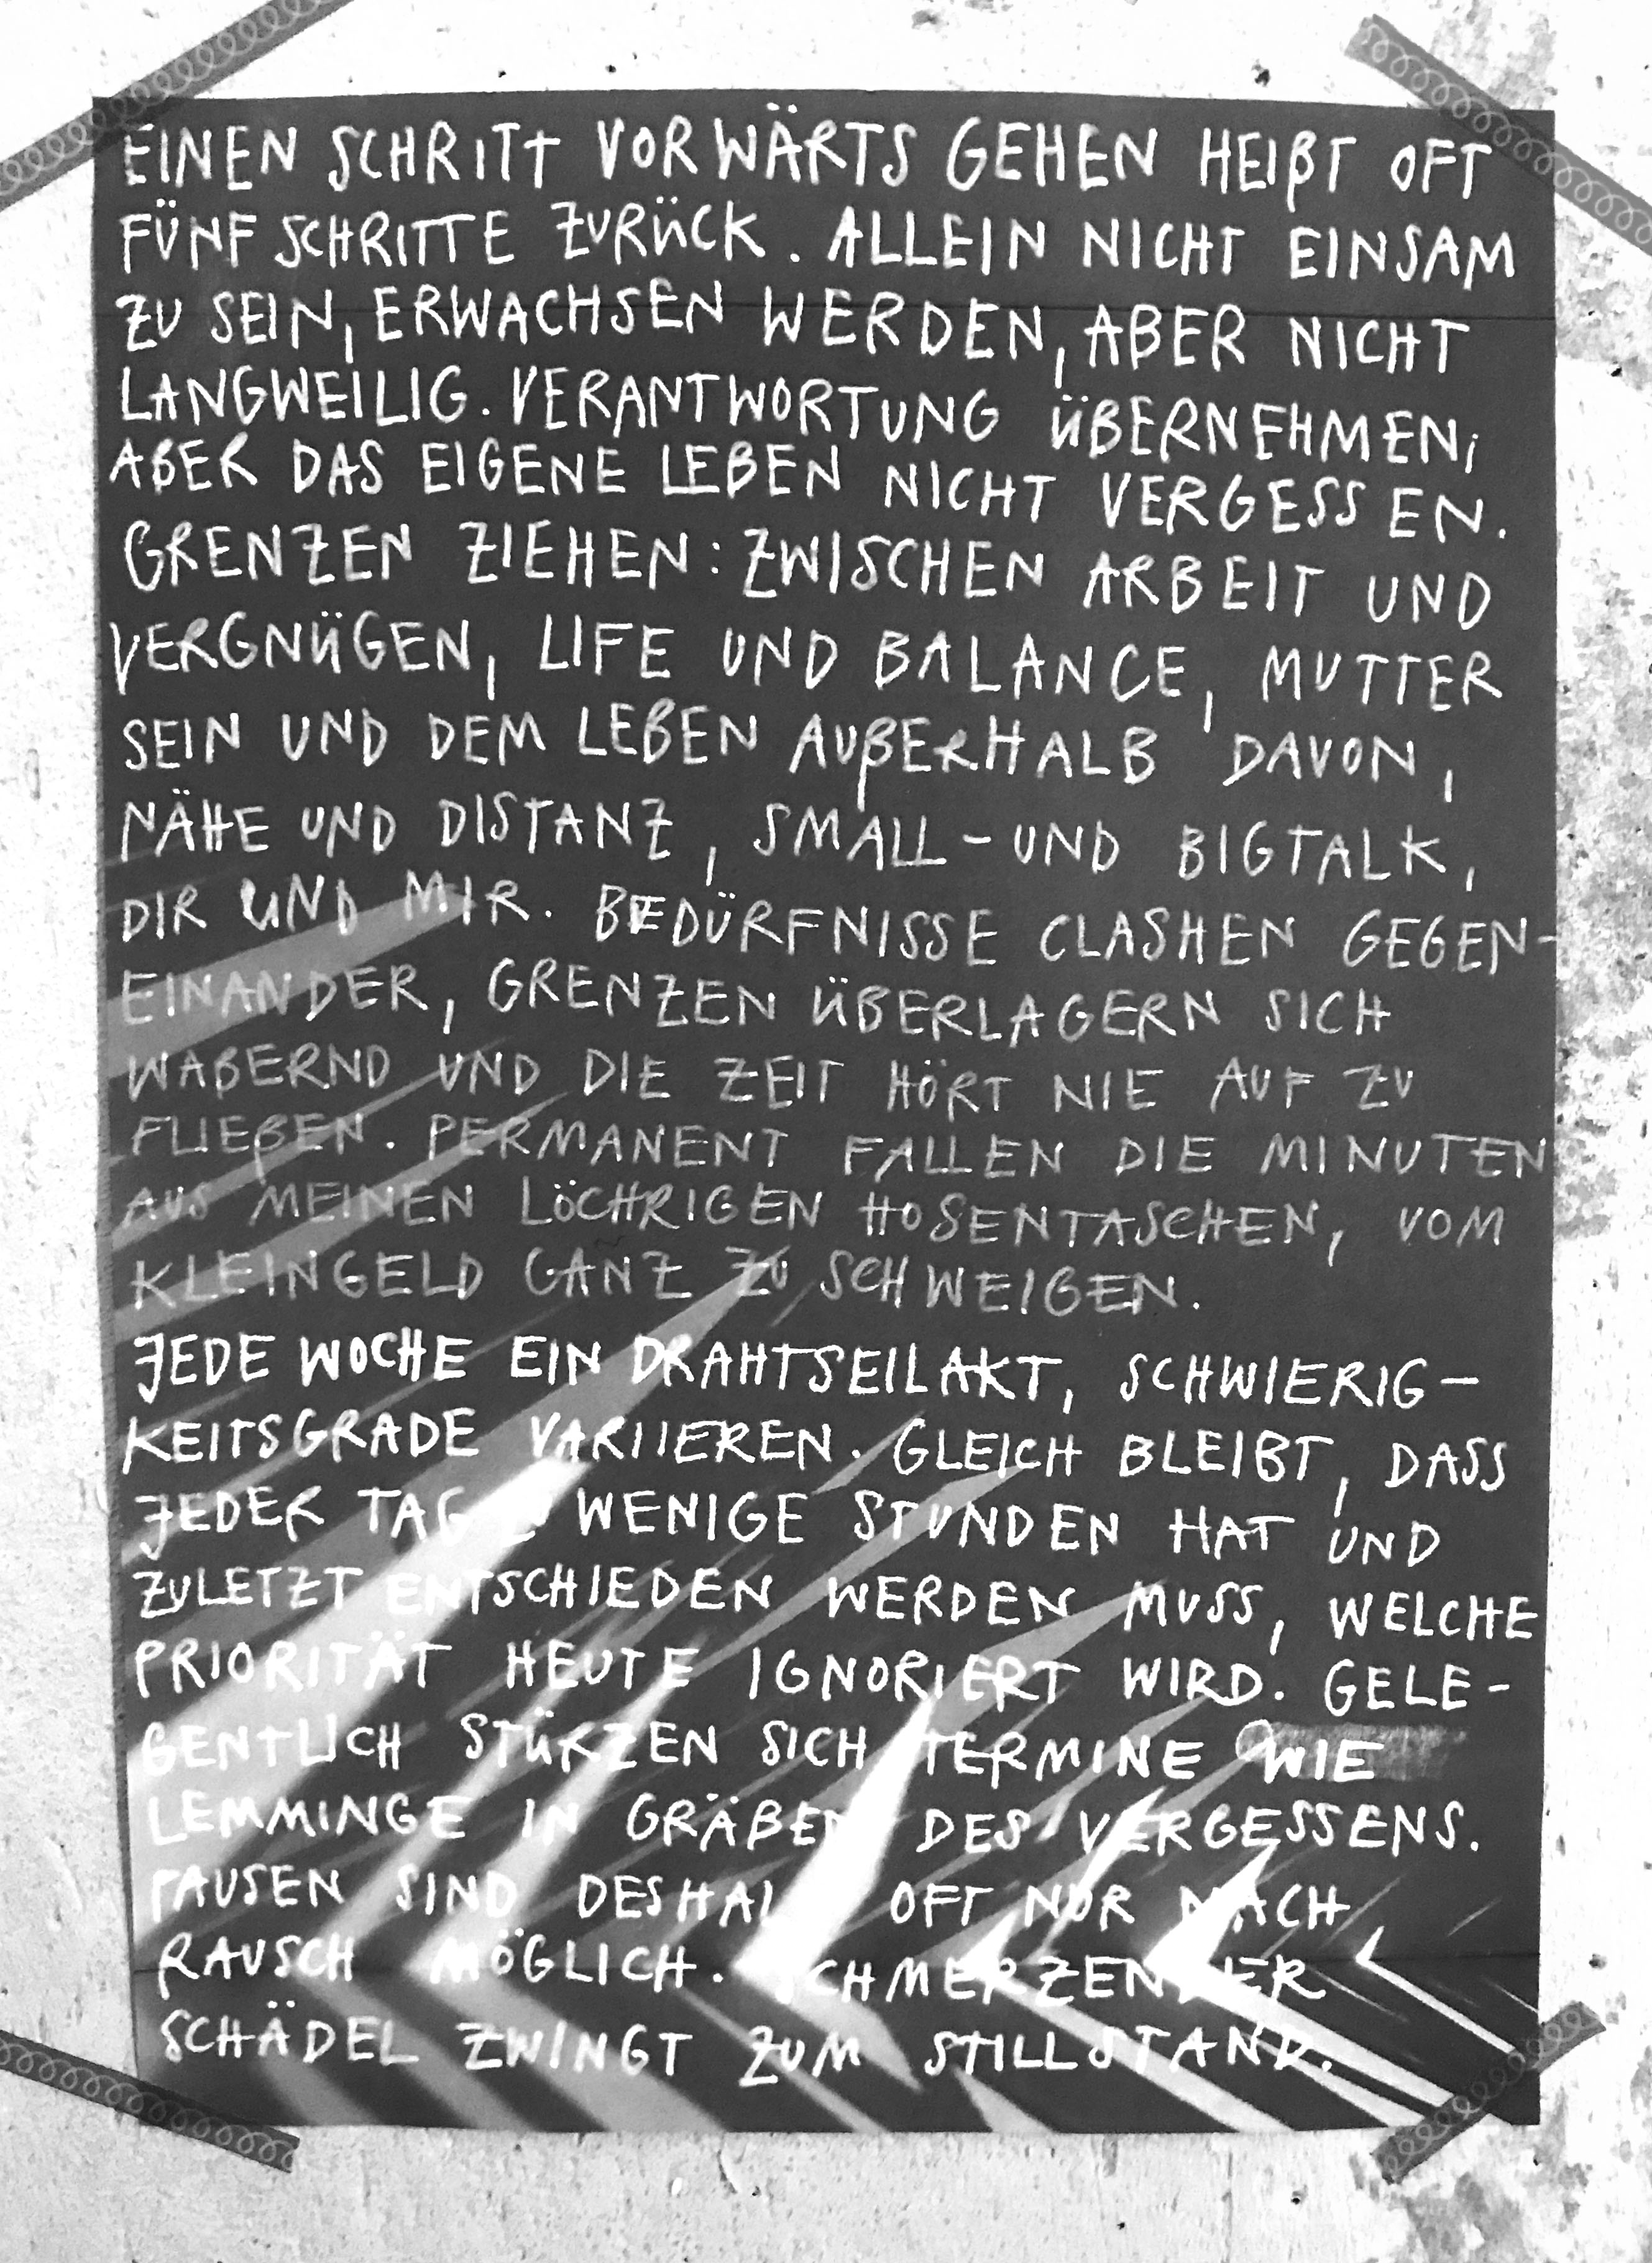 EINEN SCHRITT VORWÄRTS GEHEN HEIßT OFT
FÜNF SCHRITTE ZURÜCK. ALLEIN NICHT EINSAM
ZU SEIN, ERWACHSEN WERDEN, ABER NICHT
LANGWEILIG. VERANTWORTUNG ÜBERNEHMEN;
ABER DAS EIGENE LEBEN NICHT VERGESSEN.
GRENZEN ZIEHEN: ZWISCHEN ARBEIT UND
VERGNÜGEN, LIFE UND BALANCE, MUTTER
SEIN UND DEM LEBEN AUßERHALB DAVON,
NÄHE UND DISTANZ, SMALL-UND BIGTALK,
DIR UND MIR. BEDÜRFNISSE CLASHEN GEGEN-
EINANDER, GRENZEN ÜBERLAGERN SICH
WABERND UND DIE ZEIT HÖRT NIE AUF ZU
FLIEßEN. PERMANENT FALLEN DIE MINUTEN
AUS MEINEN LÖCHRIGEN HOSENTASCHEN, VOM
KLEINGELD GANZ ZU SCHWEIGEN.
JEDE WOCHE EIN DRAHTSEILAKT, SCHWIERIG-
KEITSGRADE VARIIEREN. GLEICH BLEIBT, DASS
JEDER TAG WENIGE STUNDEN HAT UND
ZULETZT ENTSCHIEDEN WERDEN MUSS, WELCHE
PRIORITÄT HEUTE IGNORIERT WIRD. GELE-
GENTLICH STÜRZEN SICH TERMINE WIE
LEMMINGE IN GRÄBEN DES VERGESSENS.
PAUSEN SIND DESHALB OFT NUR NACH
RAUSCH MÖGLICH. SCHMERZENDER
SCHÄDEL ZWINGT ZUM STILLSTAND.